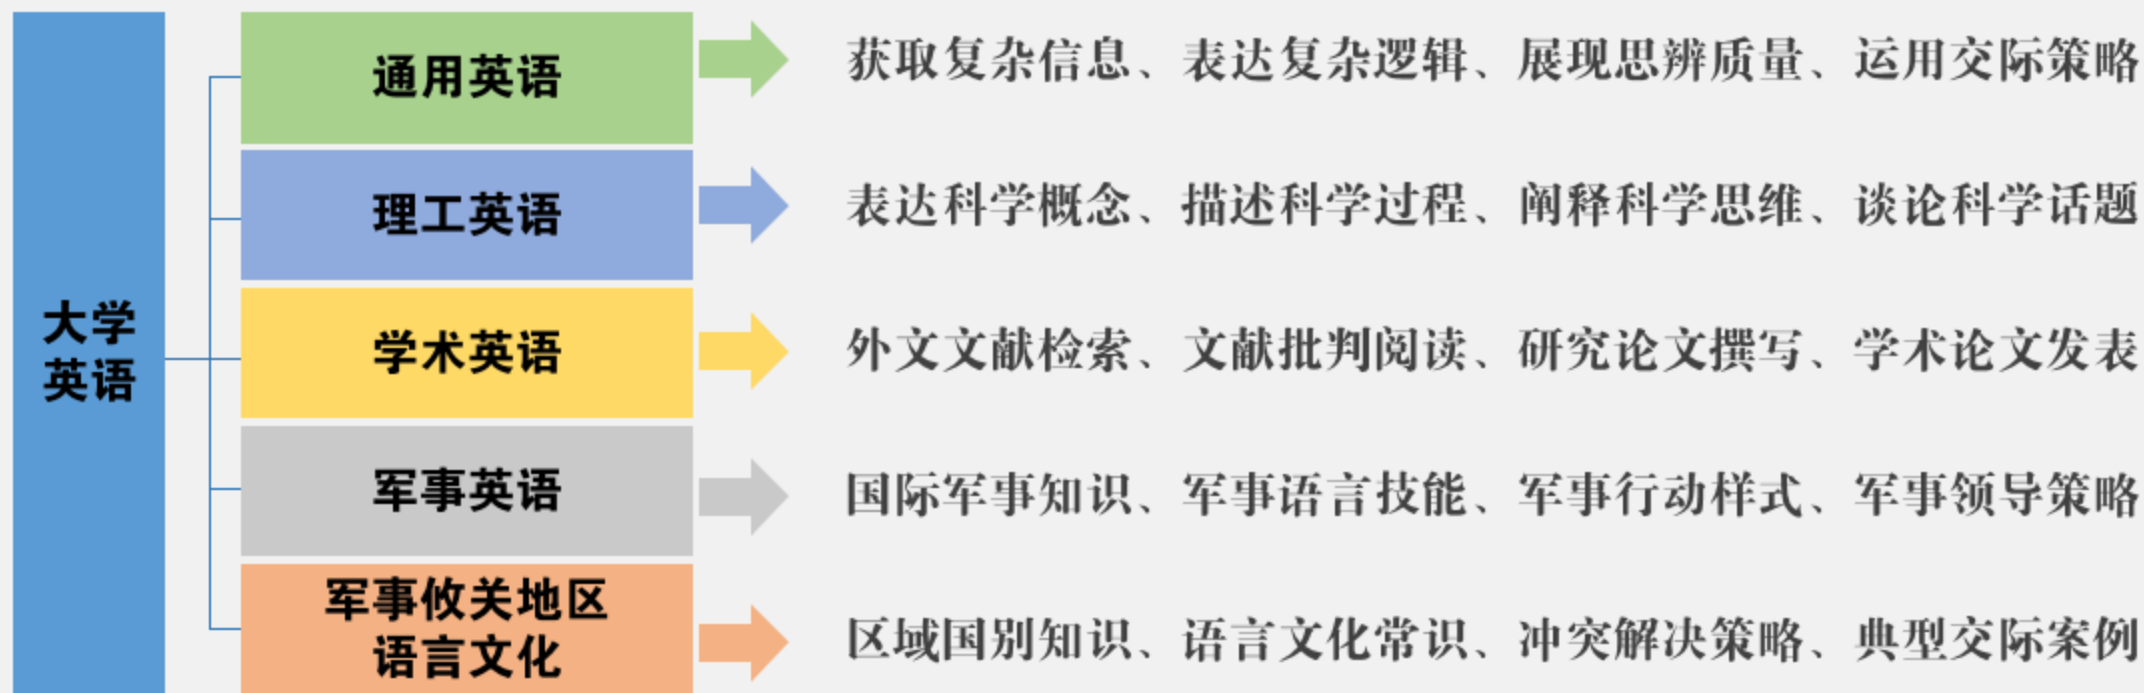 大学
英语
通用英语
获取复杂信息、表达复杂逻辑、展现思辨质量、运用交际策略
理工英语
表达科学概念、描述科学过程、阐释科学思维、谈论科学话题
学术英语
外文文献检索、文献批判阅读、研究论文撰写、学术论文发表
军事英语
国际军事知识、军事语言技能、军事行动样式、军事领导策略
军事攸关地区
语言文化
区域国别知识、语言文化常识、冲突解决策略、典型交际案例